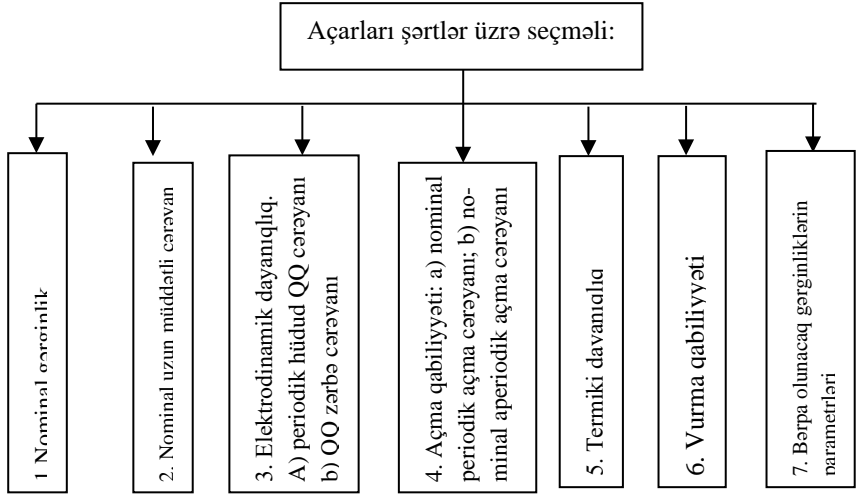 Açarları şərtlər üzrə seçməli:
1 Nominal gərginlik
2. Nominal uzun müddətli cərəyan
3. Elektrodinamik dayanıqlıq.
A) periodik hüdud QQ cərəyanı
b) QQ zərbə cərəyanı
4. Açma qabiliyyəti: a) nominal
periodik açma cərəyanı; b) no-
minal aperiodik açma cərəyanı
5. Termiki dayanıqlıq
6. Vurma qabiliyyəti
7. Bərpa olunacaq gərginliklərin
parametrləri